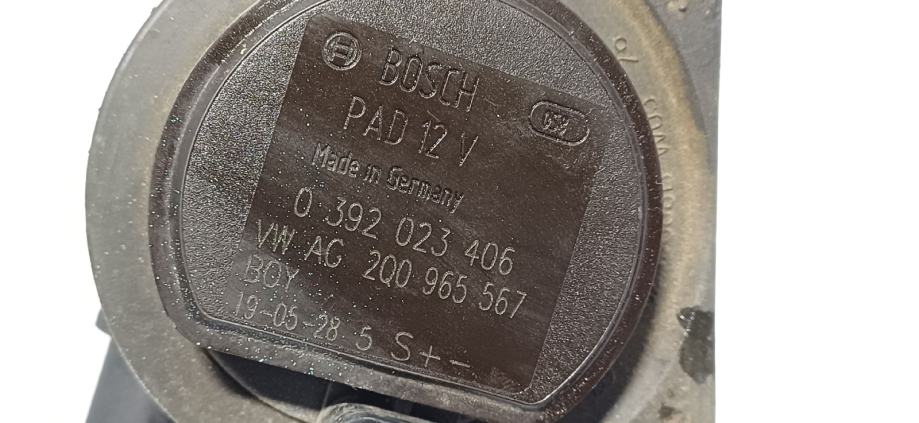 BOSCH
PAD 12 V
Made in Germany
0 392 023 406
VW AG 2Q0 965 567
BOY
19-05-28 5 S + -